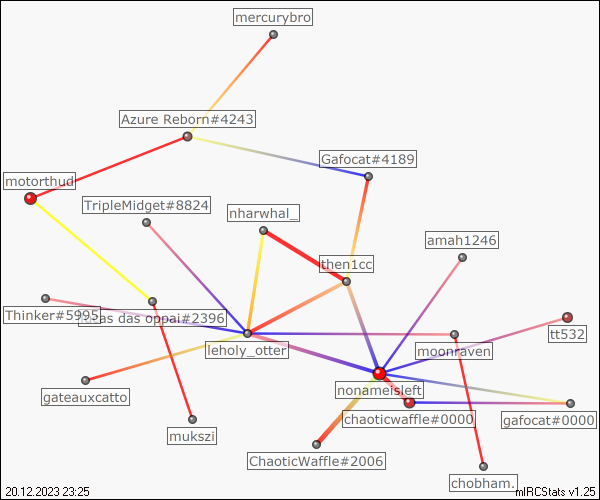 mercurybro
Azure Reborn#4243
Gafocat#4189
motorthud
TripleMidget#8824
nharwhal_
amah1246
then1cc
Thinker#5995
das oppai#2396
tt532
leholy_otter
moonraven
nonameisleft
gateauxcatto
chaoticwaffle#0000
gafocat#0000
mukszi
ChaoticWaffle#2006
chobham.
20.12.2023 23:25
mIRCStats v1.25